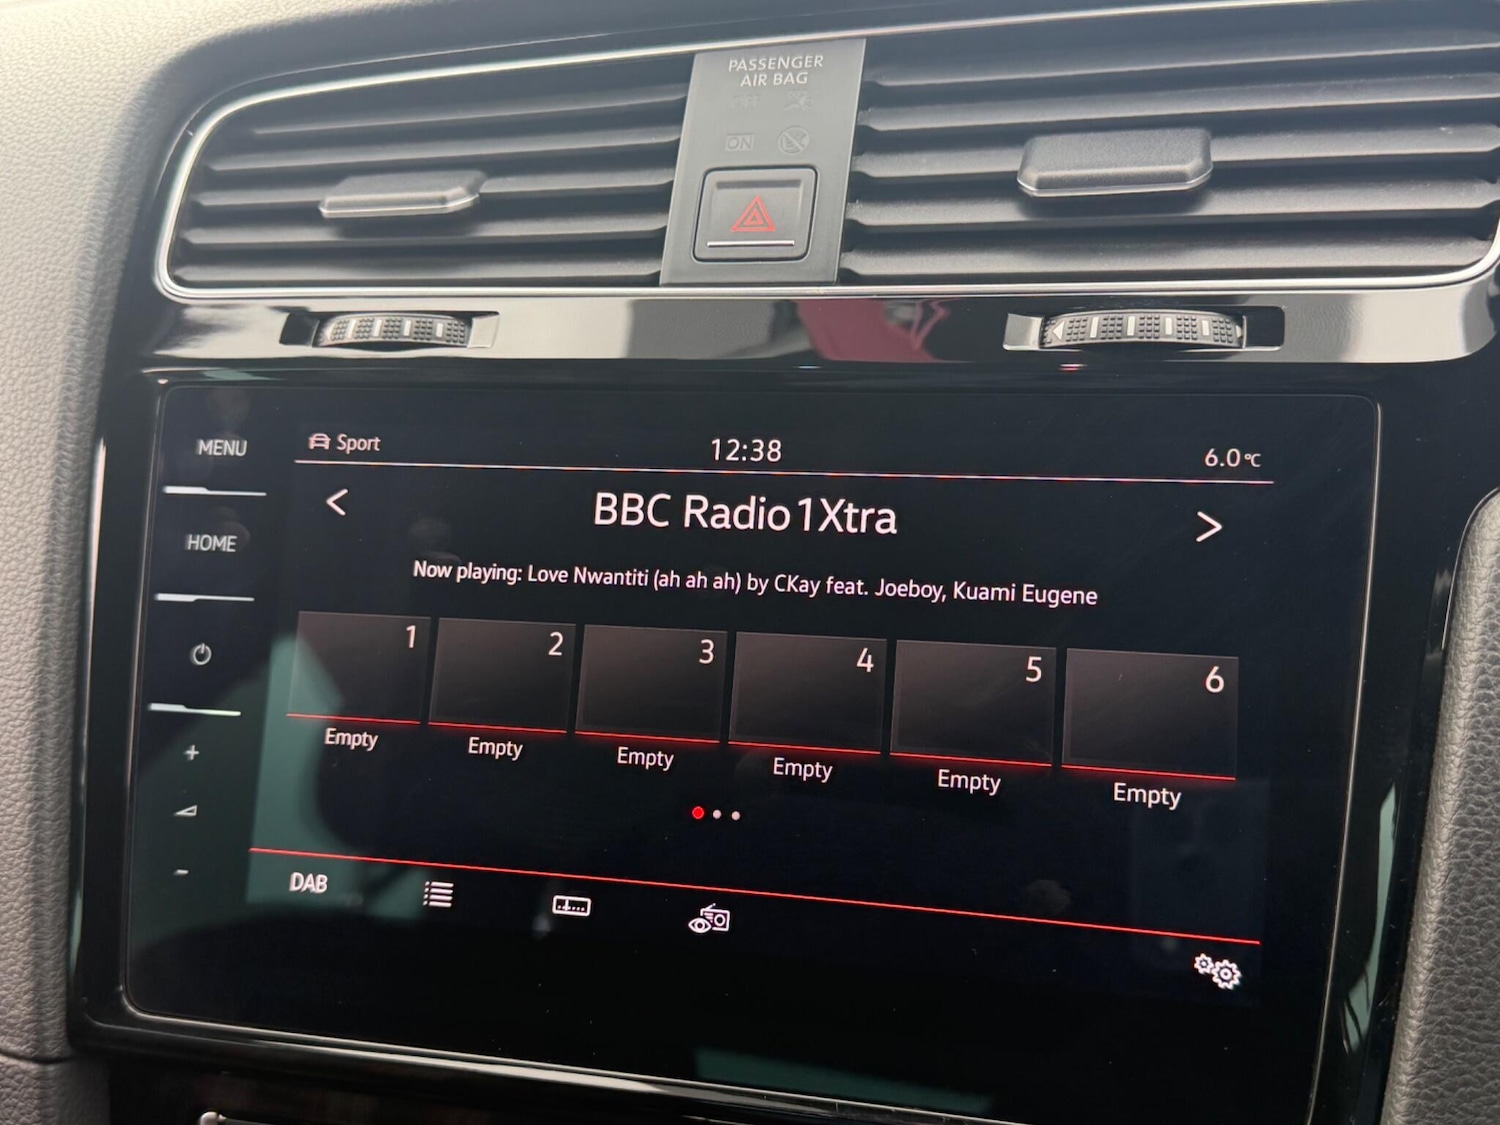 PASSENGER
AIR BAG
OFF
ON
MENU
Sport
12:38
6.0°C
BBC Radio 1Xtra
HOME
Now playing: Love Nwantiti (ah ah ah) by CKay feat. Joeboy, Kuami Eugene
1 2 3 4 5 6
Empty Empty Empty Empty Empty Empty
+
-
DAB